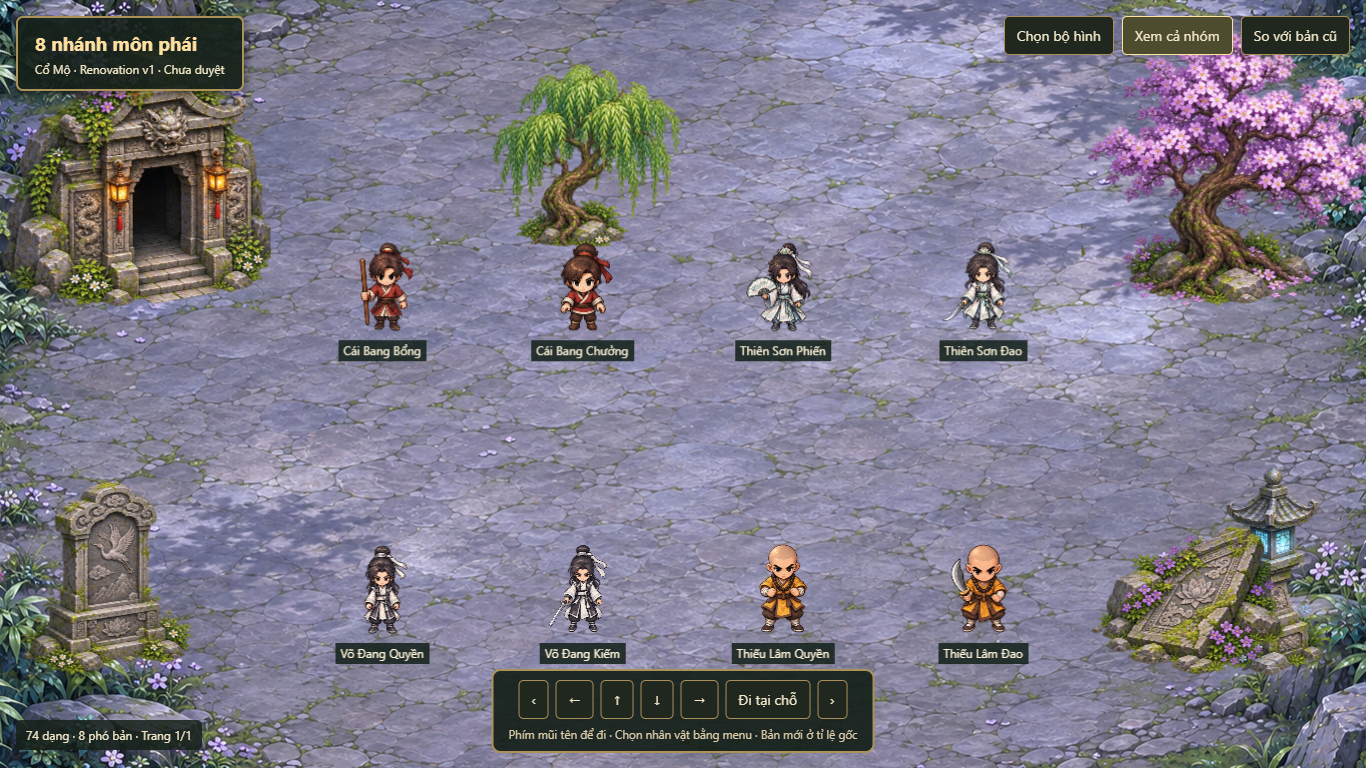 8 nhánh môn phái
Cổ Mộ · Renovation v1 · Chưa duyệt
Chọn bộ hình
Xem cả nhóm
So với bản cũ
Cái Bang Bổng
Cái Bang Chưởng
Thiên Sơn Phiến
Thiên Sơn Đao
Võ Đang Quyền
Võ Đang Kiếm
Thiếu Lâm Quyền
Thiếu Lâm Đao
‹ ← ↑ ↓ → Đi tại chỗ ›
Phím mũi tên để đi · Chọn nhân vật bằng menu · Bản mới ở tỉ lệ gốc
74 dạng · 8 phó bản · Trang 1/1